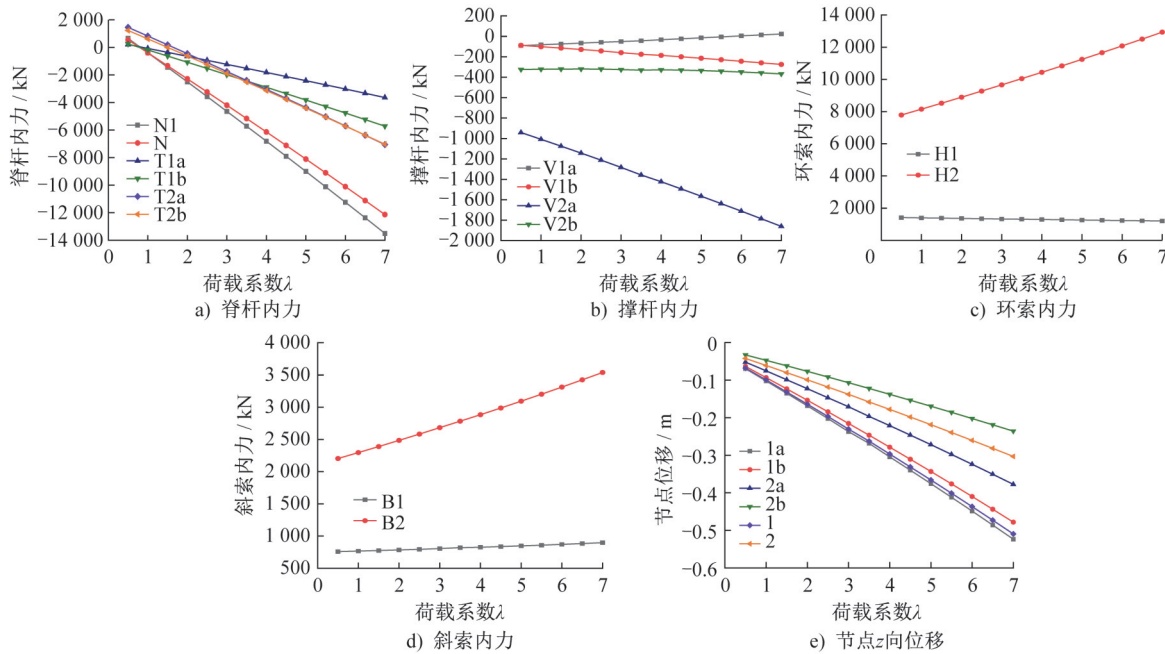 2 000
0
−2 000
−4 000
−6 000
−8 000
−10 000
−12 000
−14 000
脊杆内力 / kN
N1
N
T1a
T1b
T2a
T2b
1 2 3 4 5 6 7
荷载系数λ
a) 脊杆内力
200
0
−200
−400
−600
−800
−1 000
−1 200
−1 400
−1 600
−1 800
−2 000
撑杆内力 / kN
V1a
V1b
V2a
V2b
0 1 2 3 4 5 6 7
荷载系数λ
b) 撑杆内力
14 000
12 000
10 000
8 000
6 000
4 000
2 000
环索内力 / kN
H1
H2
0 1 2 3 4 5 6 7
荷载系数λ
c) 环索内力
4 000
3 500
3 000
2 500
2 000
1 500
1 000
500
斜索内力 / kN
B1
B2
0 1 2 3 4 5 6 7
荷载系数λ
d) 斜索内力
0
−0.1
−0.2
−0.3
−0.4
−0.5
−0.6
节点位移 / m
1a
1b
2a
2b
1
2
0 1 2 3 4 5 6 7
荷载系数λ
e) 节点z向位移